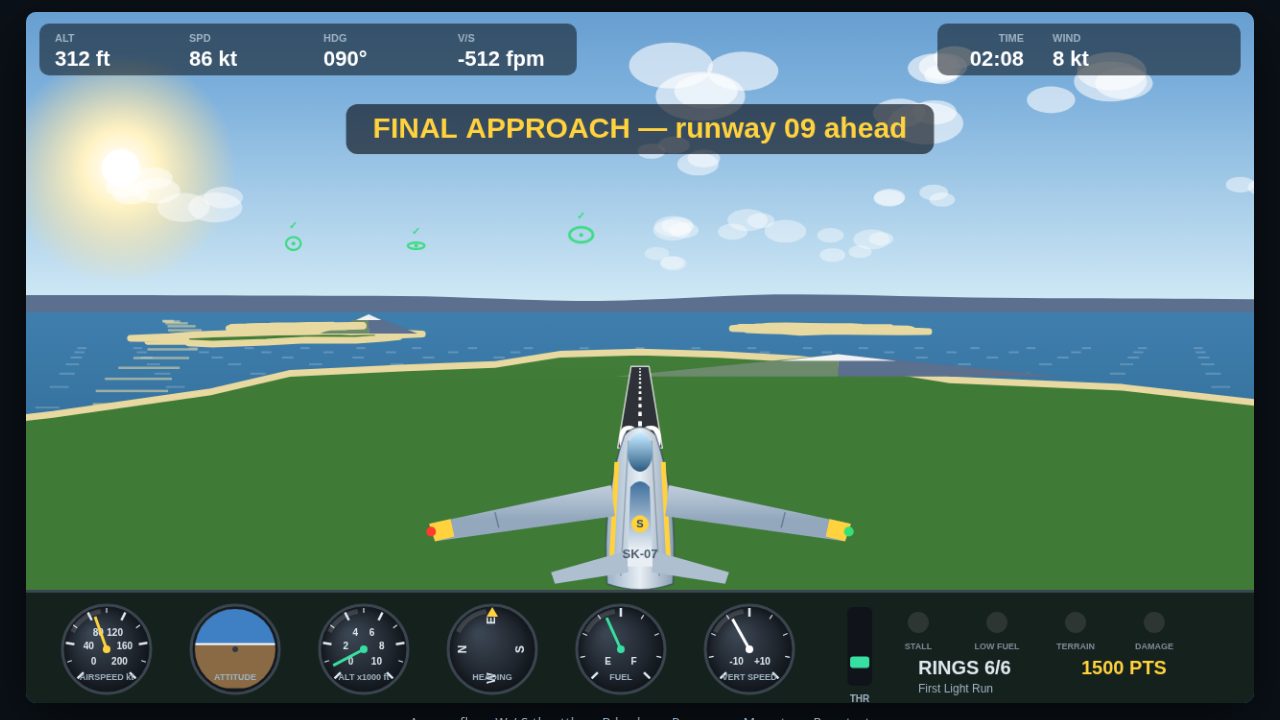 ALT SPD HDG V/S
312 ft 86 kt 090° -512 fpm
TIME WIND
02:08 8 kt
FINAL APPROACH — runway 09 ahead
S
SK-07
80 120
40 160
0 200
AIRSPEED
ATTITUDE
4 6
2 8
0 10
ALT x1000 ft
E
N S
W
HEADING
E F
FUEL
-10 +10
VERT SPEED
THR
STALL LOW FUEL TERRAIN DAMAGE
RINGS 6/6 1500 PTS
First Light Run